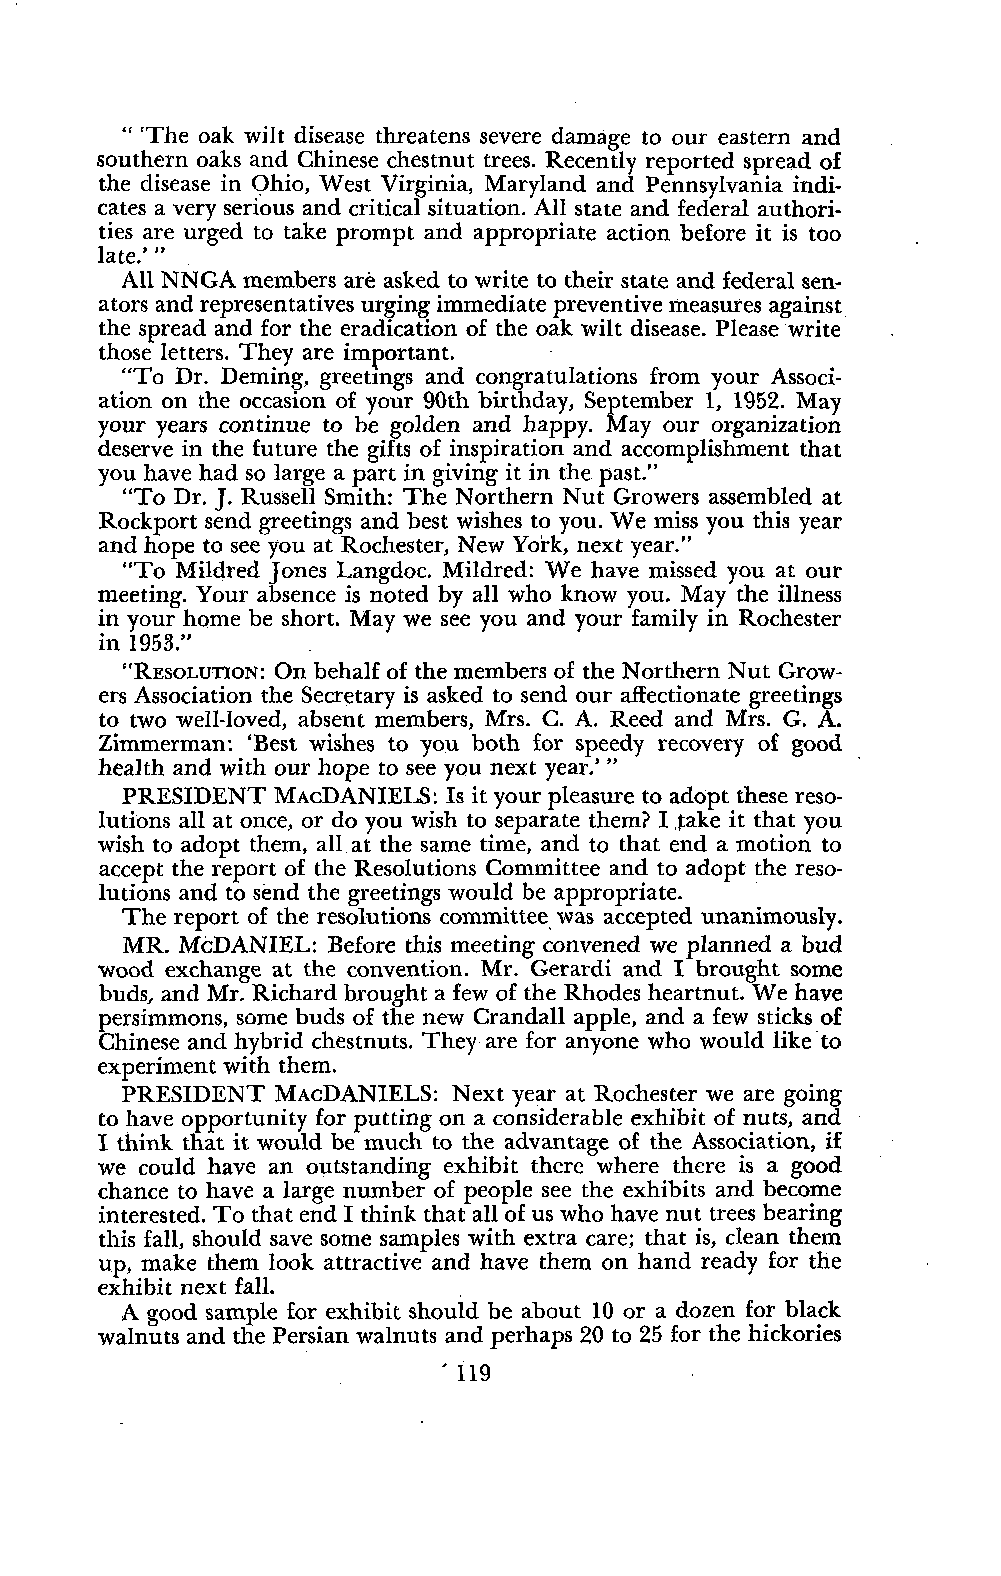 " 'The oak wilt disease threatens severe damage to our eastern and
southern oaks and Chinese chestnut trees. Recently reported spread of
the disease in Ohio, West Virginia, Maryland and Pennsylvania indi-
cates a very serious and critical situation. All state and federal authori-
ties are urged to take prompt and appropriate action before it is too
late.' "
All NNGA members are asked to write to their state and federal sen-
ators and representatives urging immediate preventive measures against
the spread and for the eradication of the oak wilt disease. Please write
those letters. They are important.
"To Dr. Deming, greetings and congratulations from your Associ-
ation on the occasion of your 90th birthday, September 1, 1952. May
your years continue to be golden and happy. May our organization
deserve in the future the gifts of inspiration and accomplishment that
you have had so large a part in giving it in the past."
"To Dr. J. Russell Smith: The Northern Nut Growers assembled at
Rockport send greetings and best wishes to you. We miss you this year
and hope to see you at Rochester, New York, next year."
"To Mildred Jones Langdoc. Mildred: We have missed you at our
meeting. Your absence is noted by all who know you. May the illness
in your home be short. May we see you and your family in Rochester
in 1953."
"RESOLUTION: On behalf of the members of the Northern Nut Grow-
ers Association the Secretary is asked to send our affectionate greetings
to two well-loved, absent members, Mrs. C. A. Reed and Mrs. G. A.
Zimmerman: 'Best wishes to you both for speedy recovery of good
health and with our hope to see you next year.' "
PRESIDENT MACDANIELS: Is it your pleasure to adopt these reso-
lutions all at once, or do you wish to separate them? I take it that you
wish to adopt them, all at the same time, and to that end a motion to
accept the report of the Resolutions Committee and to adopt the reso-
lutions and to send the greetings would be appropriate.
The report of the resolutions committee was accepted unanimously.
MR. MCDANIEL: Before this meeting convened we planned a bud
wood exchange at the convention. Mr. Gerardi and I brought some
buds, and Mr. Richard brought a few of the Rhodes heartnut. We have
persimmons, some buds of the new Crandall apple, and a few sticks of
Chinese and hybrid chestnuts. They are for anyone who would like to
experiment with them.
PRESIDENT MACDANIELS: Next year at Rochester we are going
to have opportunity for putting on a considerable exhibit of nuts, and
I think that it would be much to the advantage of the Association, if
we could have an outstanding exhibit there where there is a good
chance to have a large number of people see the exhibits and become
interested. To that end I think that all of us who have nut trees bearing
this fall, should save some samples with extra care; that is, clean them
up, make them look attractive and have them on hand ready for the
exhibit next fall.
A good sample for exhibit should be about 10 or a dozen for black
walnuts and the Persian walnuts and perhaps 20 to 25 for the hickories
119